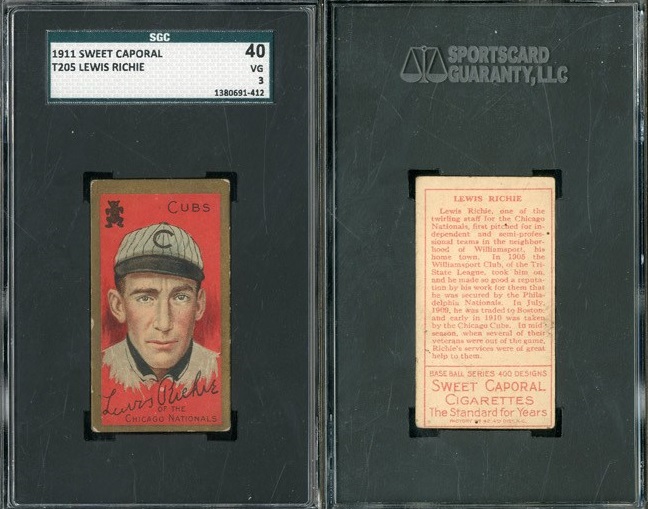 SGC
1911 SWEET CAPORAL
T205 LEWIS RICHIE
40
VG
3
1380691-412
CUBS
C
Lewis Richie
OF THE
CHICAGO NATIONALS
SPORTSCARD
GUARANTY, LLC
LEWIS RICHIE
Lewis Richie, one of the
twirling staff for the Chicago
Nationals, first pitched for in-
dependent and semi-profes-
sional teams in the neighbor-
hood of Williamsport, his
home town. In 1905 the
Williamsport Club, of the Tri-
State League, took him on,
and he made so good a reputa-
tion by his work for them that
he was secured by the Phila-
delphia Nationals. In July,
1909, he was traded to Boston,
and early in 1910 was taken
by the Chicago Cubs. In mid
season, when several of their
veterans were out of the game,
Richie's services were of great
help to them.
BASE BALL SERIES 400 DESIGNS
SWEET CAPORAL
CIGARETTES
The Standard for Years
FACTORY